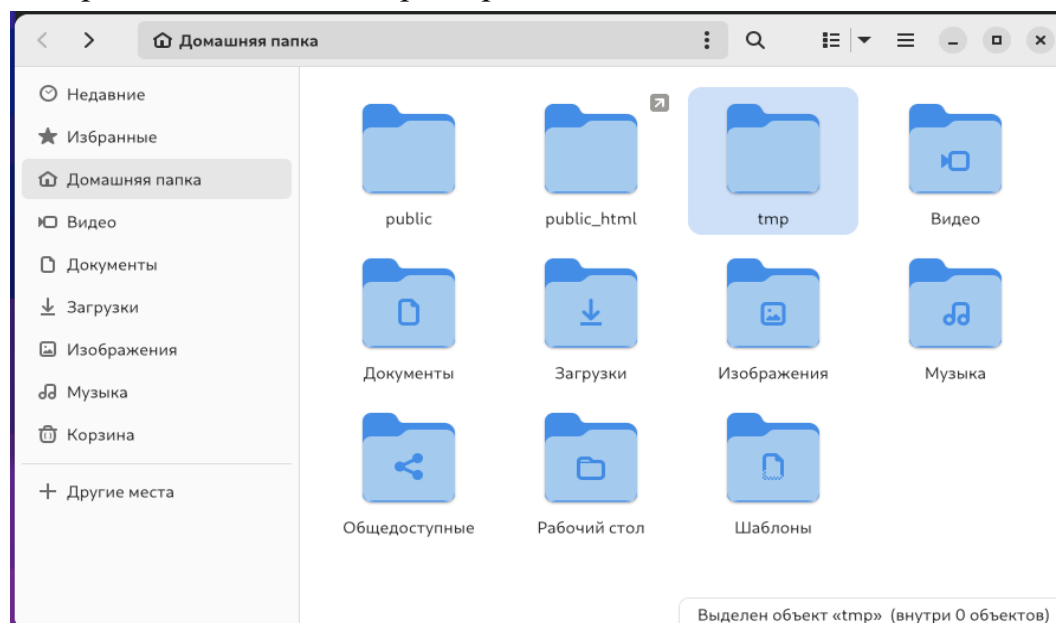 Домашняя папка
Недавние
Избранные
Домашняя папка
Видео
Документы
Загрузки
Изображения
Музыка
Корзина
Другие места
public
public_html
tmp
Видео
Документы
Загрузки
Изображения
Музыка
Общедоступные
Рабочий стол
Шаблоны
Выделен объект «tmp» (внутри 0 объектов)